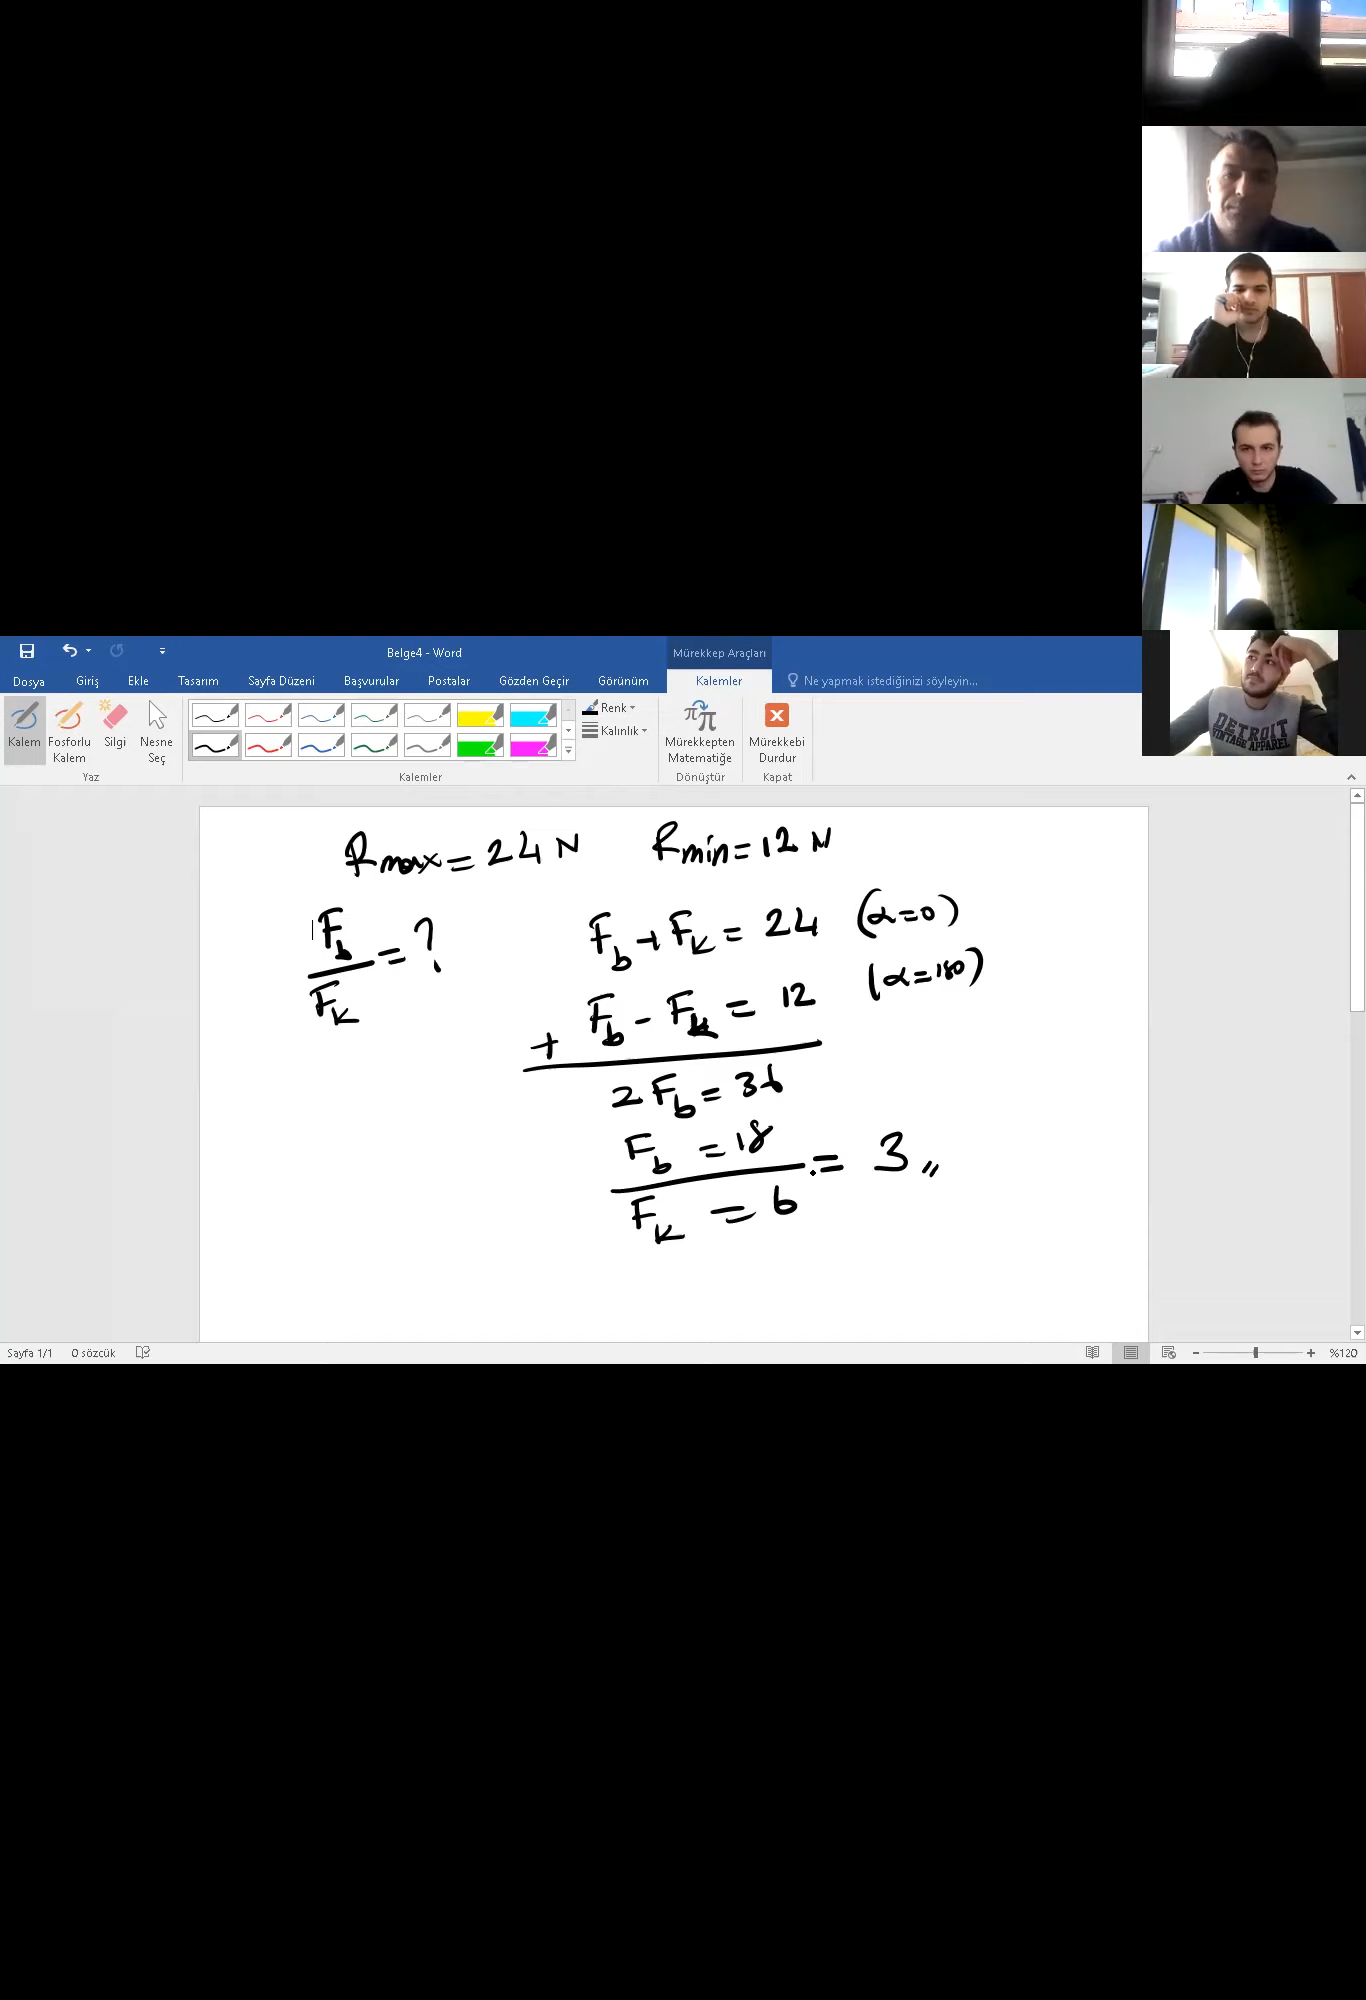 DETROIT
VINTAGE APPAREL
Belge4 - Word
Mürekkep Araçları
Dosya Giriş Ekle Tasarım Sayfa Düzeni Başvurular Postalar Gözden Geçir Görünüm Kalemler Ne yapmak istediğinizi söyleyin...
Kalem Fosforlu Kalem Silgi Nesne Seç
Renk
Kalınlık
Mürekkepten Matematiğe
Mürekkebi Durdur
Yaz Kalemler Dönüştür Kapat
Rmax = 24 N Rmin = 12 N
Fb + Fk = 24 (α=0)
Fb / Fk = ?
Fb - Fk = 12 (α=180)
+
2Fb = 36
Fb = 18
= 3 ,,
Fk = 6
Sayfa 1/1 0 sözcük %120